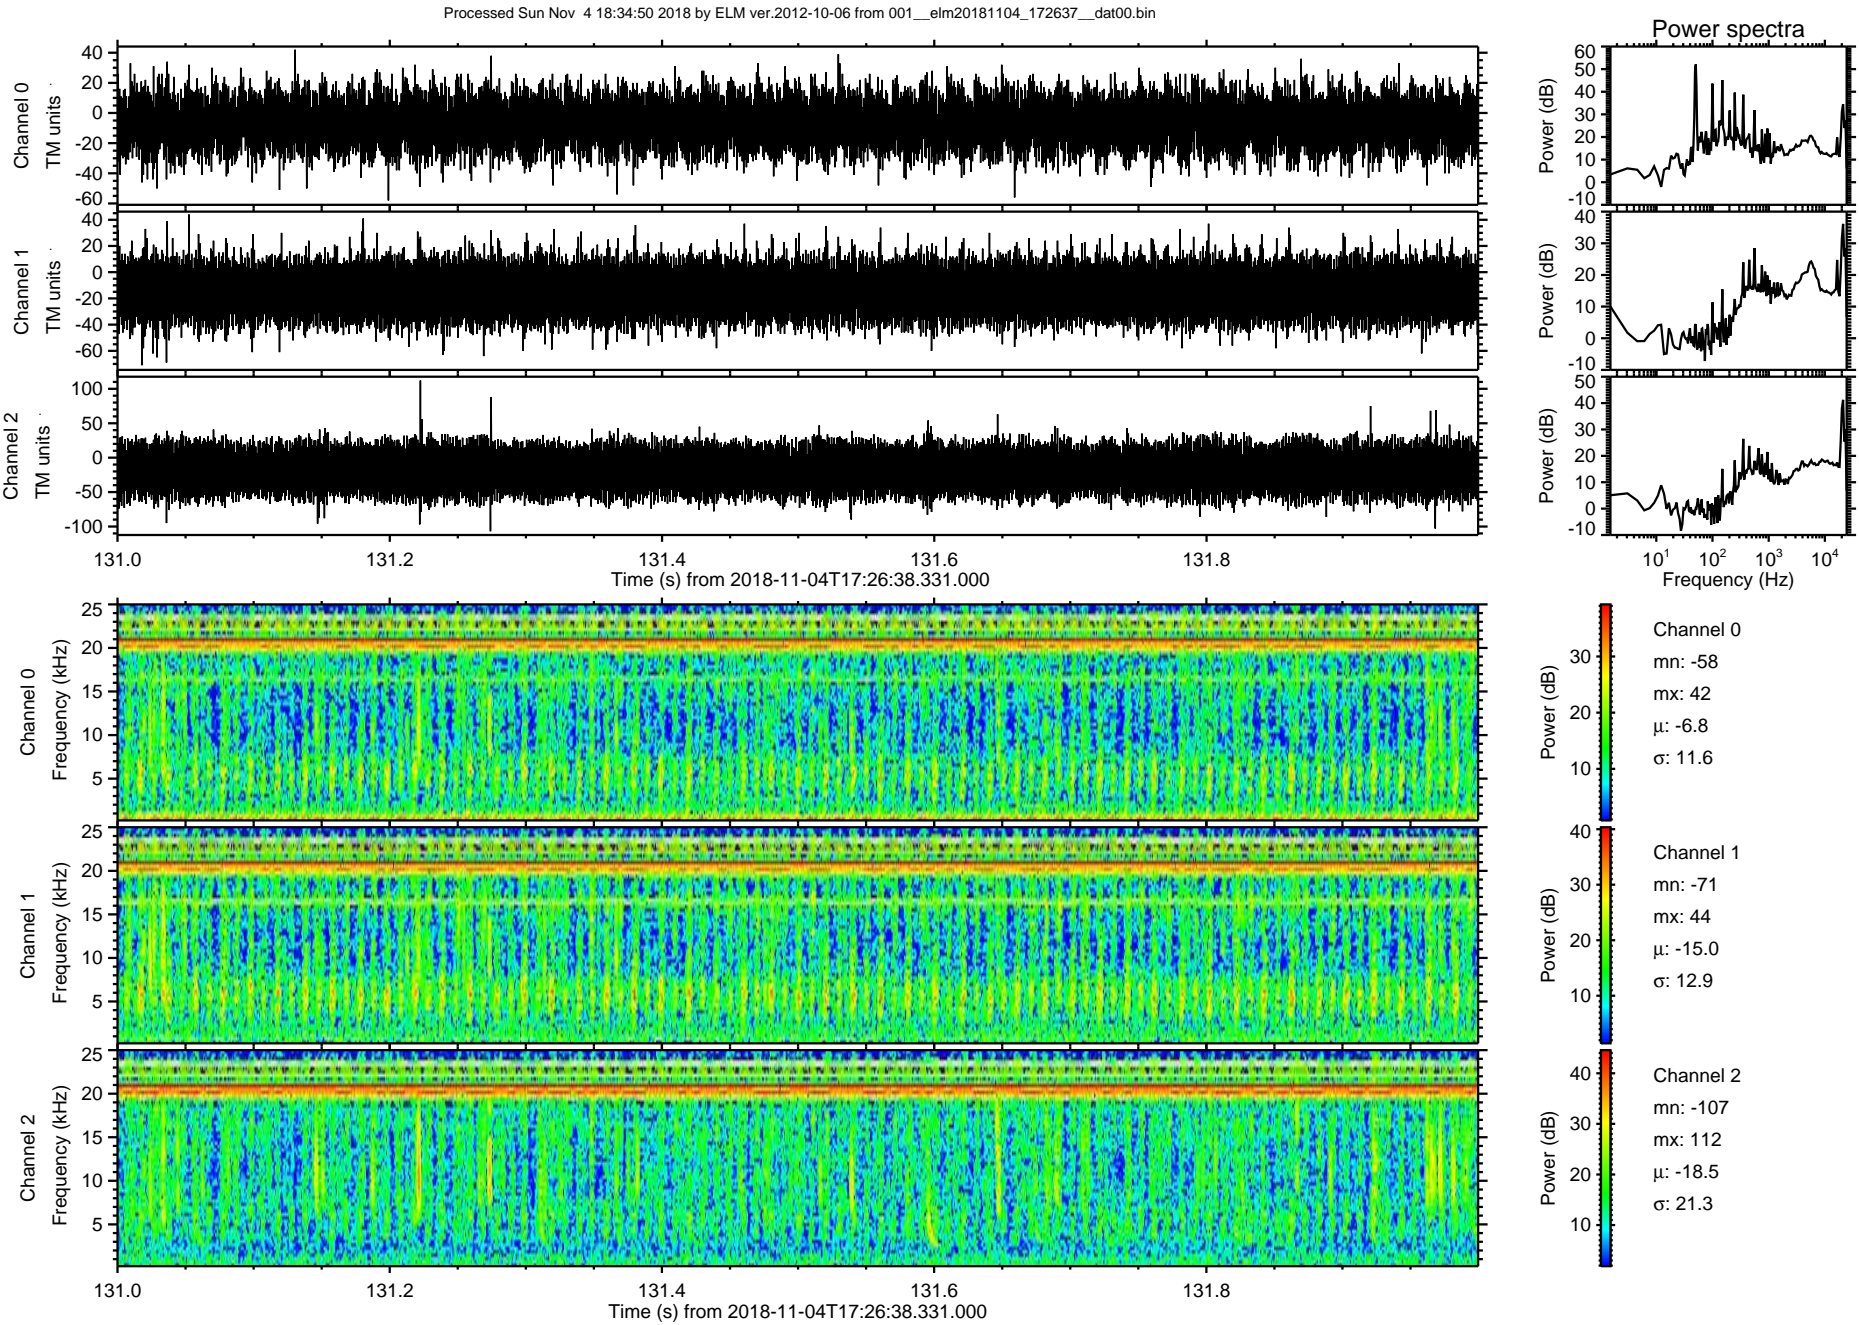 Processed Sun Nov  4 18:34:50 2018 by ELM ver.2012-10-06 from 001__elm20181104_172637__dat00.bin
Power spectra
Channel 0
TM units
40
20
0
-20
-40
-60
Power (dB)
60
50
40
30
20
10
0
-10
Channel 1
TM units
40
20
0
-20
-40
-60
Power (dB)
40
30
20
10
0
-10
Channel 2
TM units
100
50
0
-50
-100
Power (dB)
50
40
30
20
10
0
-10
131.0 131.2 131.4 131.6 131.8
Time (s) from 2018-11-04T17:26:38.331.000
10¹ 10² 10³ 10⁴
Frequency (Hz)
Channel 0
Frequency (kHz)
25
20
15
10
5
Power (dB)
30
20
10
Channel 0
mn: -58
mx: 42
μ: -6.8
σ: 11.6
Channel 1
Frequency (kHz)
25
20
15
10
5
Power (dB)
40
30
20
10
Channel 1
mn: -71
mx: 44
μ: -15.0
σ: 12.9
Channel 2
Frequency (kHz)
25
20
15
10
5
Power (dB)
40
30
20
10
Channel 2
mn: -107
mx: 112
μ: -18.5
σ: 21.3
131.0 131.2 131.4 131.6 131.8
Time (s) from 2018-11-04T17:26:38.331.000